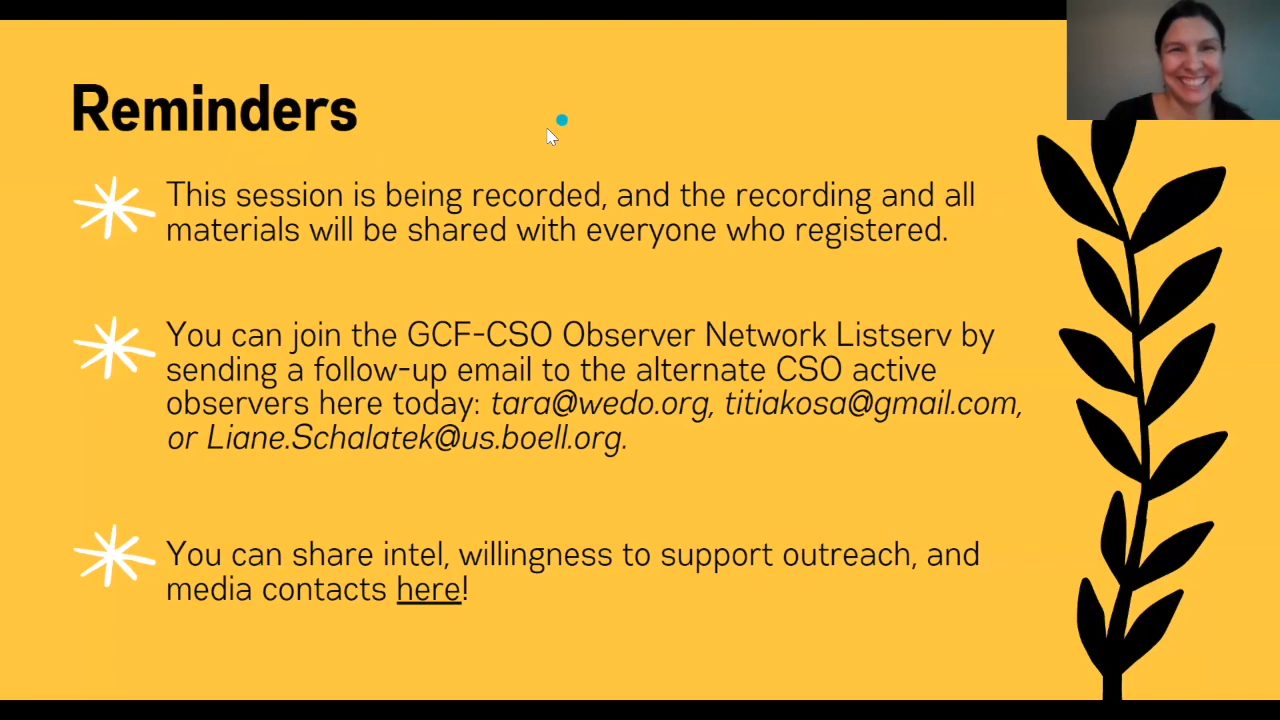 Reminders
This session is being recorded, and the recording and all
materials will be shared with everyone who registered.
You can join the GCF-CSO Observer Network Listserv by
sending a follow-up email to the alternate CSO active
observers here today: tara@wedo.org, titiakosa@gmail.com,
or Liane.Schalatek@us.boell.org.
You can share intel, willingness to support outreach, and
media contacts here!